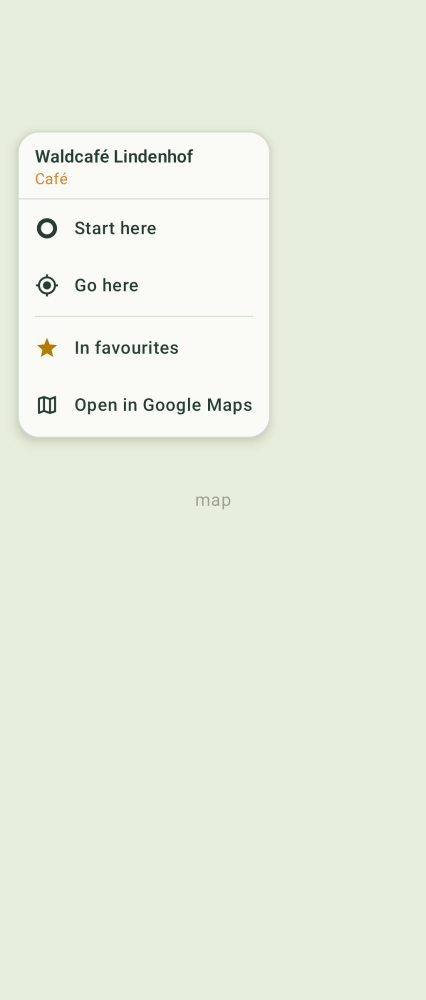 Waldcafé Lindenhof
Café
Start here
Go here
In favourites
Open in Google Maps
map